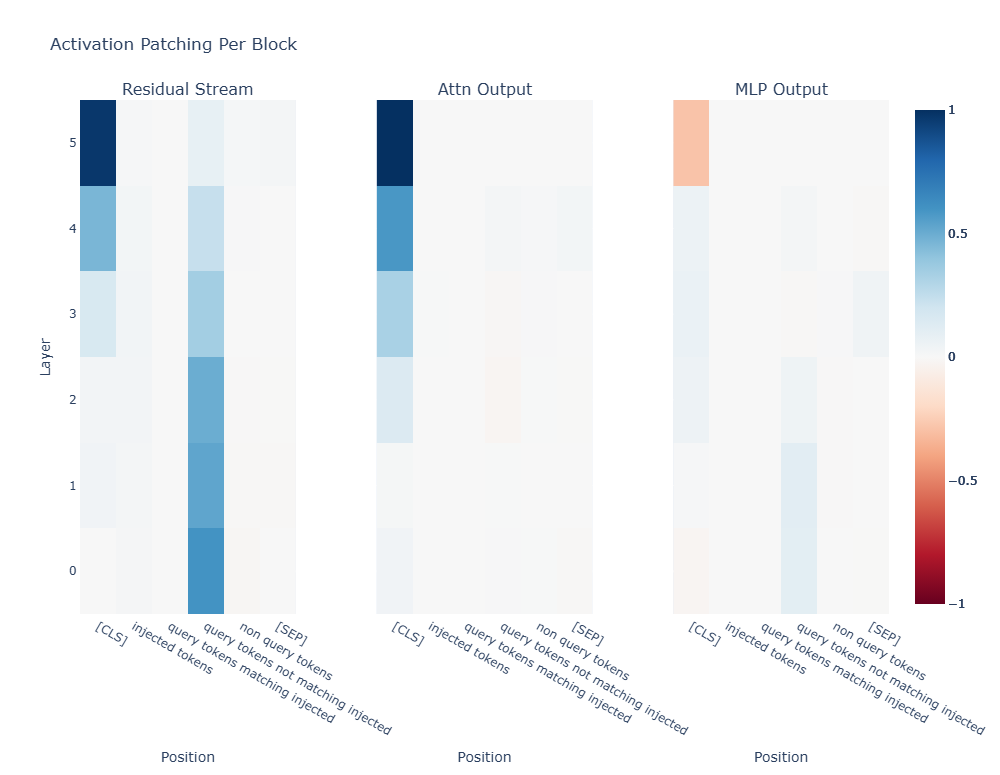 Activation Patching Per Block
Residual Stream
Attn Output
MLP Output
Layer
5
4
3
2
1
0
[CLS]
injected tokens
query tokens matching injected
query tokens not matching injected
non query tokens
[SEP]
Position
[CLS]
injected tokens
query tokens matching injected
query tokens not matching injected
non query tokens
[SEP]
Position
[CLS]
injected tokens
query tokens matching injected
query tokens not matching injected
non query tokens
[SEP]
Position
1
0.5
0
−0.5
−1